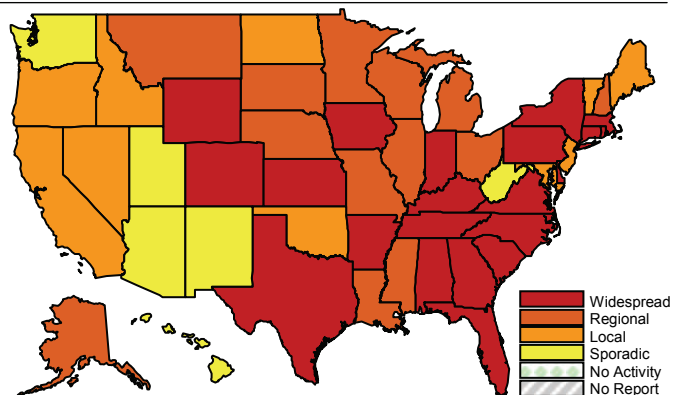 Widespread
Regional
Local
Sporadic
No Activity
No Report